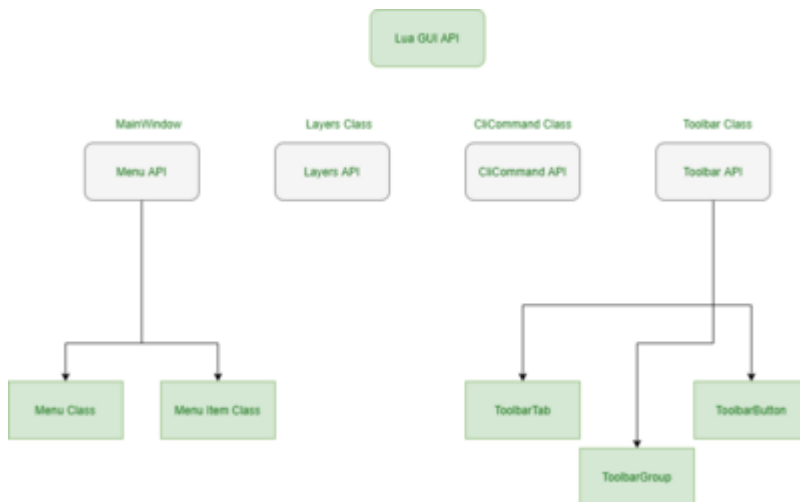 Lua GUI API
MainWindow
Layers Class
CliCommand Class
Toolbar Class
Menu API
Layers API
CliCommand API
Toolbar API
Menu Class
Menu Item Class
ToolbarTab
ToolbarButton
ToolbarGroup